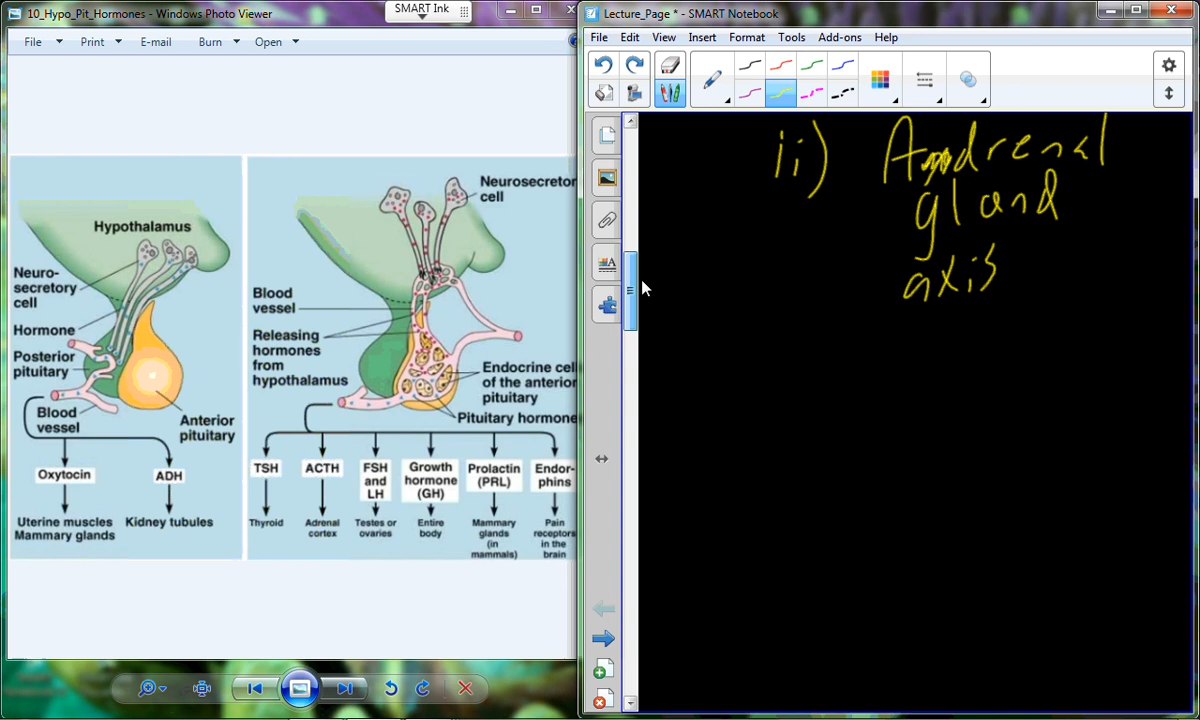 10_Hypo_Pit_Hormones - Windows Photo Viewer
SMART Ink
File Print E-mail Burn Open
Hypothalamus
Neuro-
secretory
cell
Hormone
Posterior
pituitary
Blood
vessel
Anterior
pituitary
Oxytocin
ADH
Uterine muscles
Mammary glands
Kidney tubules
Neurosecretor
cell
Blood
vessel
Releasing
hormones
from
hypothalamus
Endocrine cel
of the anterior
pituitary
Pituitary hormone
TSH
ACTH
FSH
and
LH
Growth
hormone
(GH)
Prolactin
(PRL)
Endor-
phins
Thyroid
Adrenal
cortex
Testes or
ovaries
Entire
body
Mammary
glands
(in
mammals)
Pain
receptors
in the
brain
Lecture_Page * - SMART Notebook
File Edit View Insert Format Tools Add-ons Help
ii) Adrenal
gland
axis